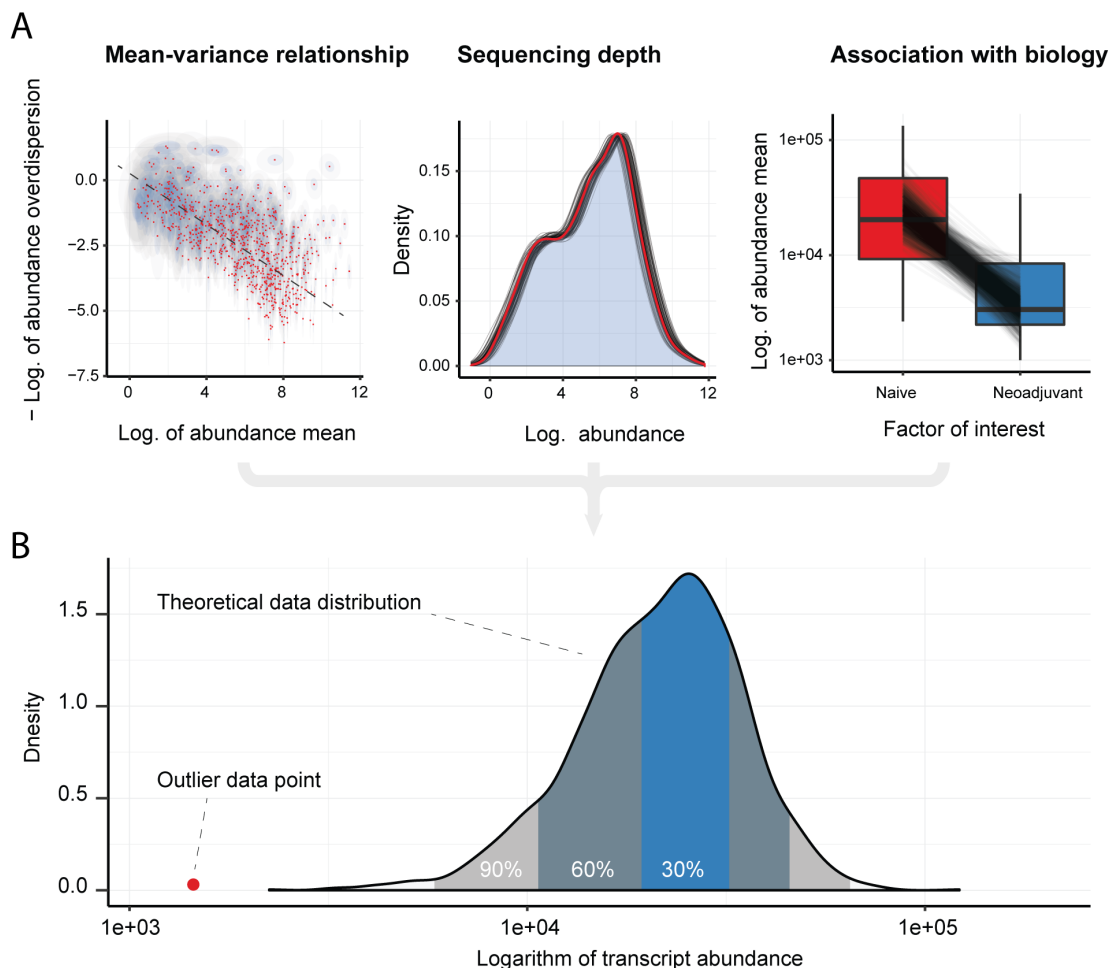 A
Mean-variance relationship
Sequencing depth
Association with biology
– Log. of abundance overdispersion
0.0
−2.5
−5.0
−7.5
0
4
8
12
Log. of abundance mean
Density
0.15
0.10
0.05
0.00
0
4
8
12
Log. abundance
Log. of abundance mean
1e+05
1e+04
1e+03
Naive
Neoadjuvant
Factor of interest
B
Dnesity
1.5
1.0
0.5
0.0
Theoretical data distribution
Outlier data point
90%
60%
30%
1e+03
1e+04
1e+05
Logarithm of transcript abundance